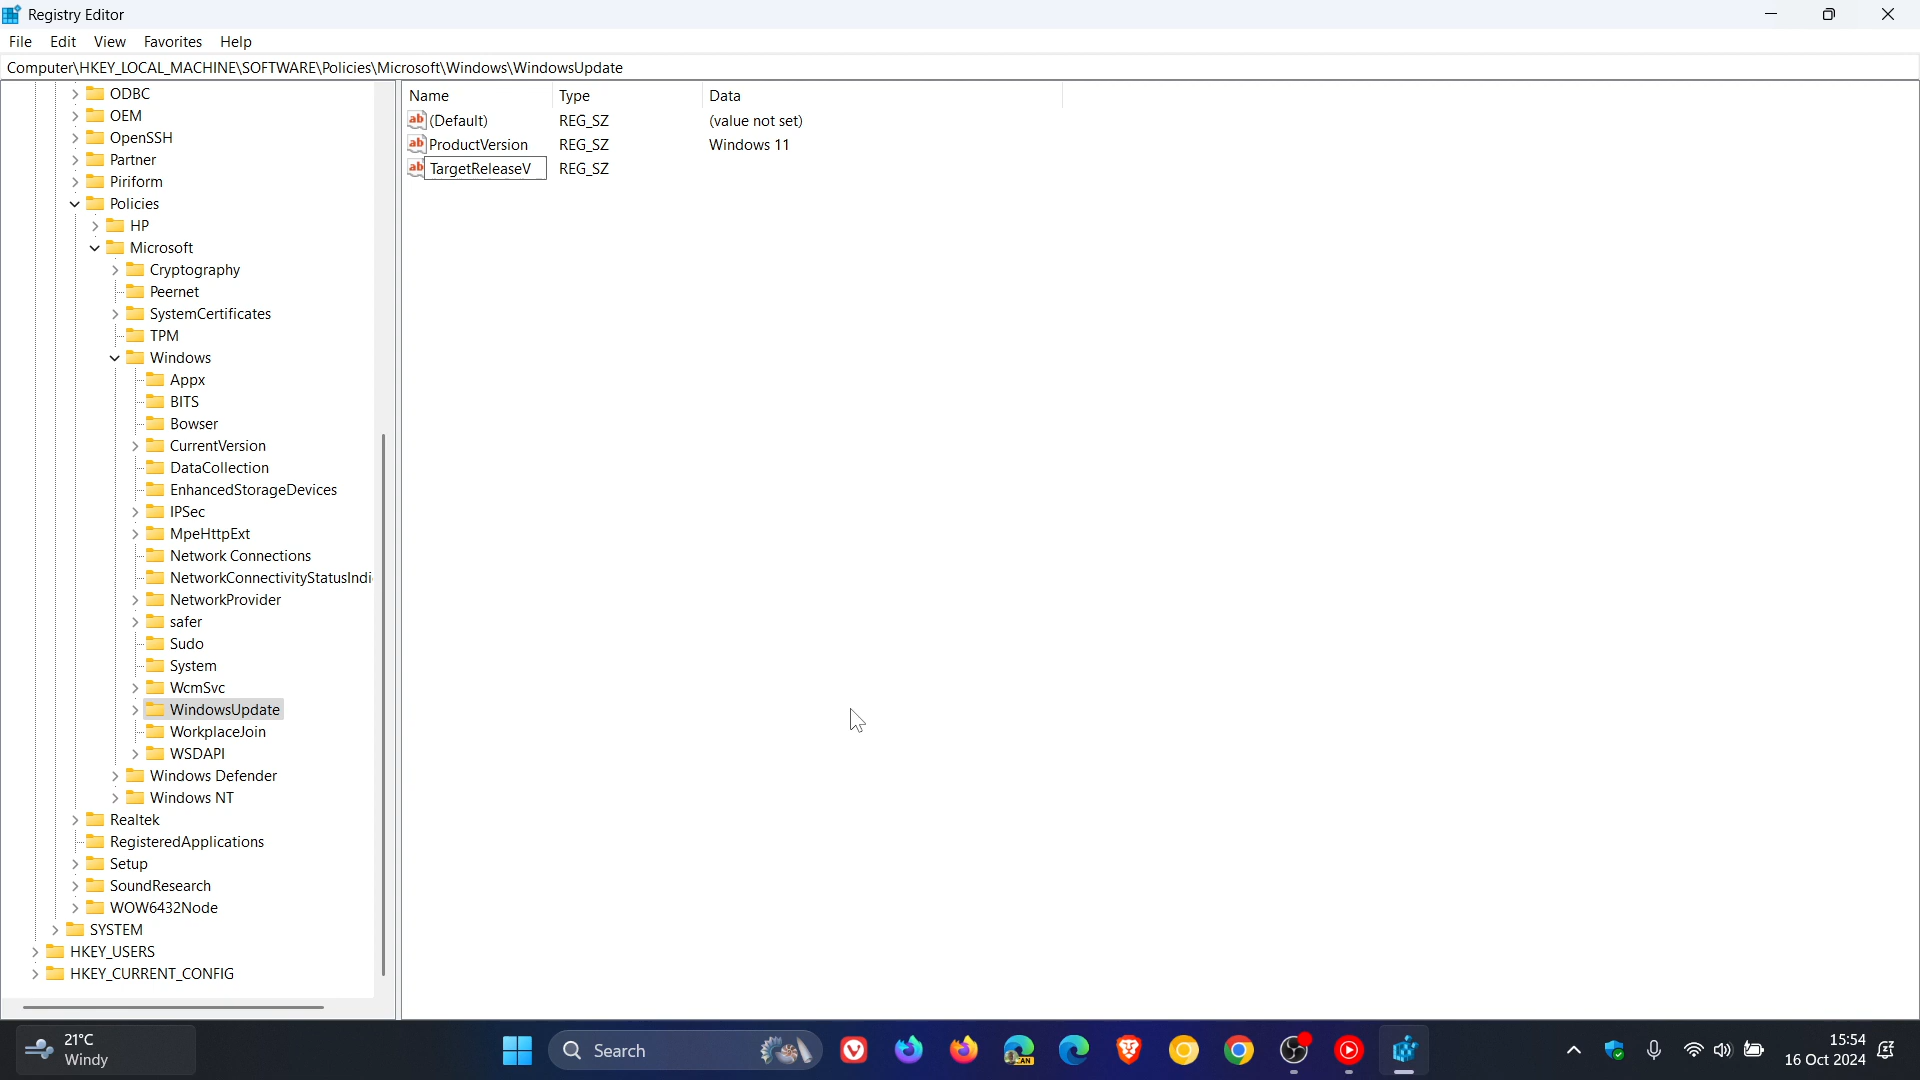 Registry Editor
File Edit View Favorites Help
Computer\HKEY_LOCAL_MACHINE\SOFTWARE\Policies\Microsoft\Windows\WindowsUpdate
ODBC
OEM
OpenSSH
Partner
Piriform
Policies
HP
Microsoft
Cryptography
Peernet
SystemCertificates
TPM
Windows
Appx
BITS
Bowser
CurrentVersion
DataCollection
EnhancedStorageDevices
IPSec
MpeHttpExt
Network Connections
NetworkConnectivityStatusIndi
NetworkProvider
safer
Sudo
System
WcmSvc
WindowsUpdate
WorkplaceJoin
WSDAPI
Windows Defender
Windows NT
Realtek
RegisteredApplications
Setup
SoundResearch
WOW6432Node
SYSTEM
HKEY_USERS
HKEY_CURRENT_CONFIG
Name Type Data
ab (Default) REG_SZ (value not set)
ab ProductVersion REG_SZ Windows 11
ab TargetReleaseV REG_SZ
21°C
Windy
Search
CAN
15:54
16 Oct 2024